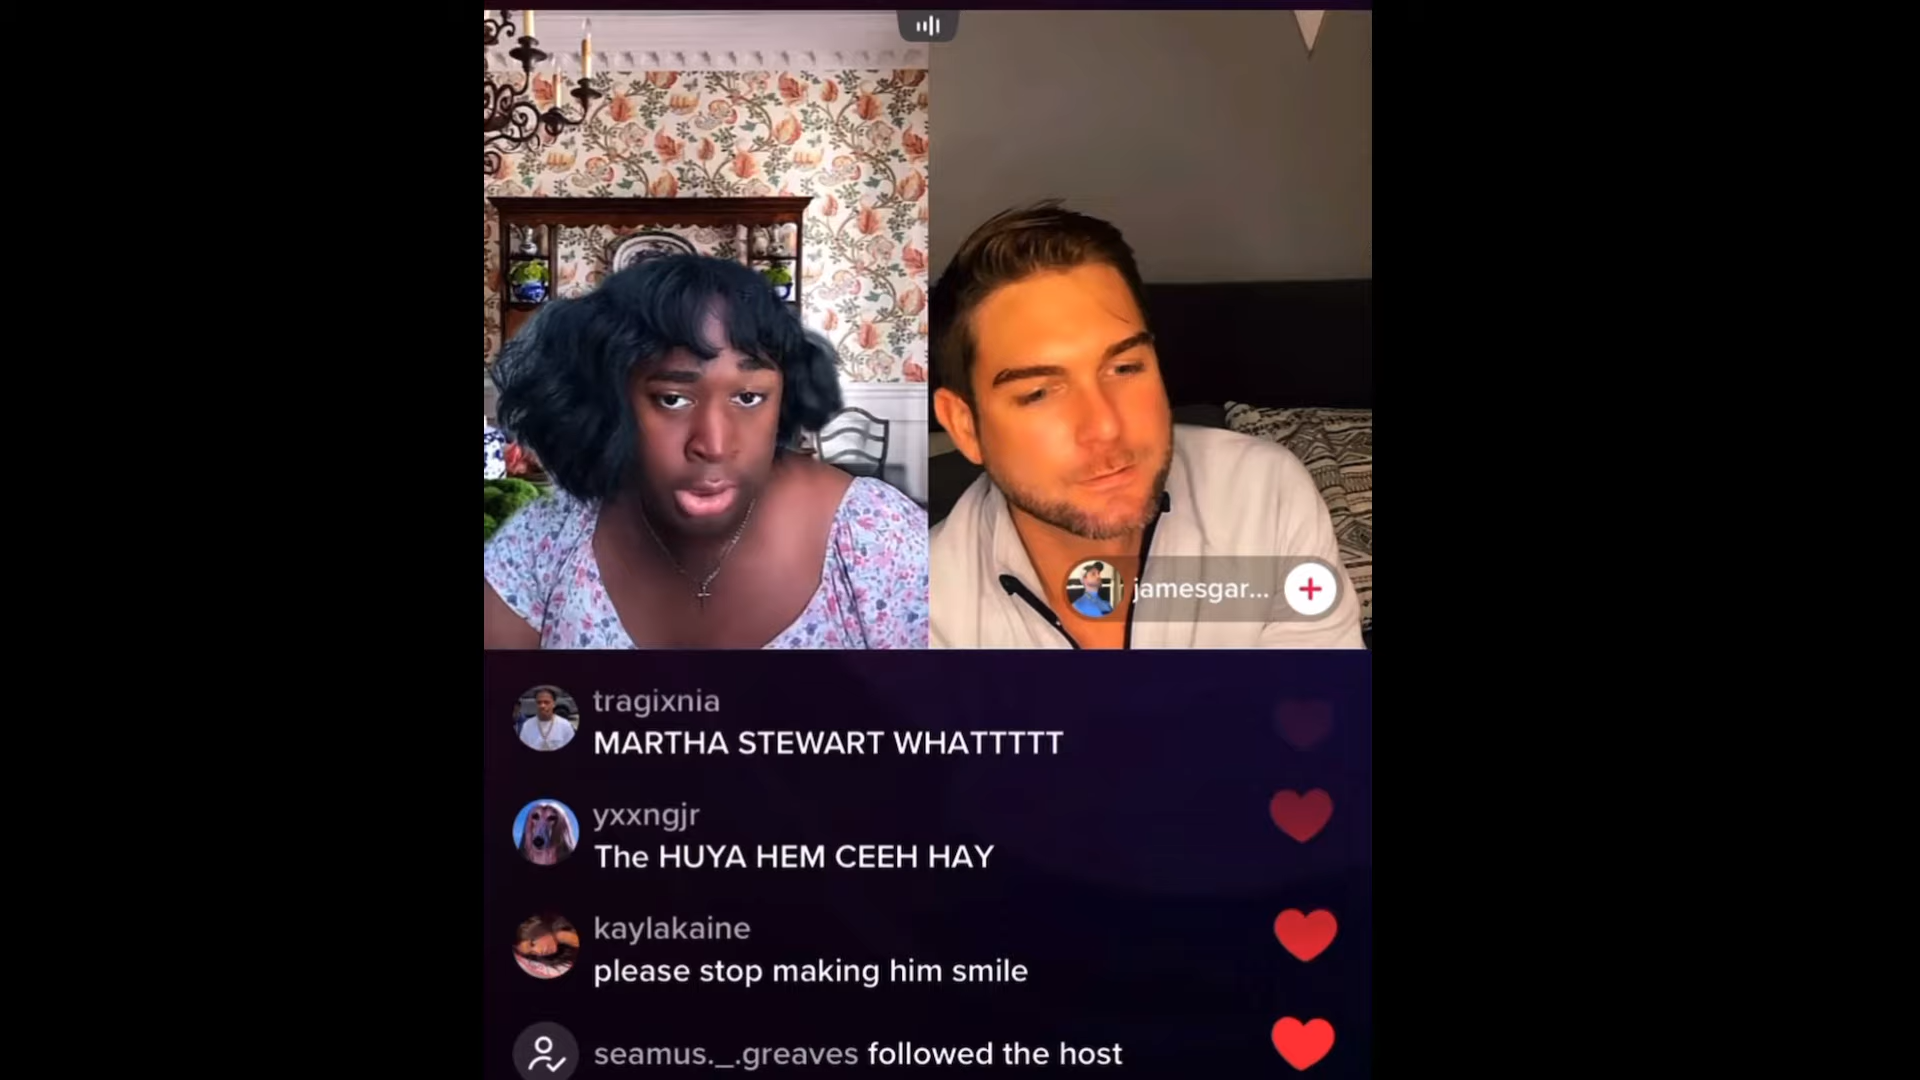 jamesgar...
tragixnia
MARTHA STEWART WHATTTTT
yxxngjr
The HUYA HEM CEEH HAY
kaylakaine
please stop making him smile
seamus._.greaves followed the host